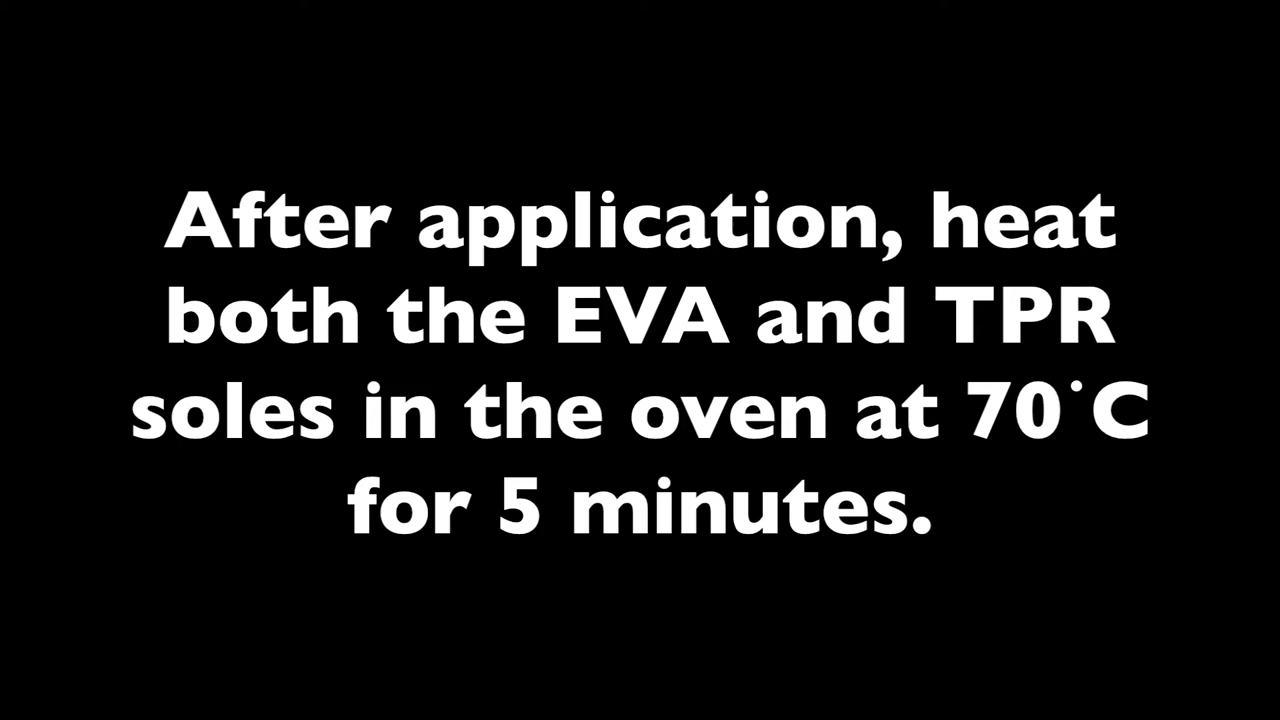 After application, heat
both the EVA and TPR
soles in the oven at 70˙C
for 5 minutes.